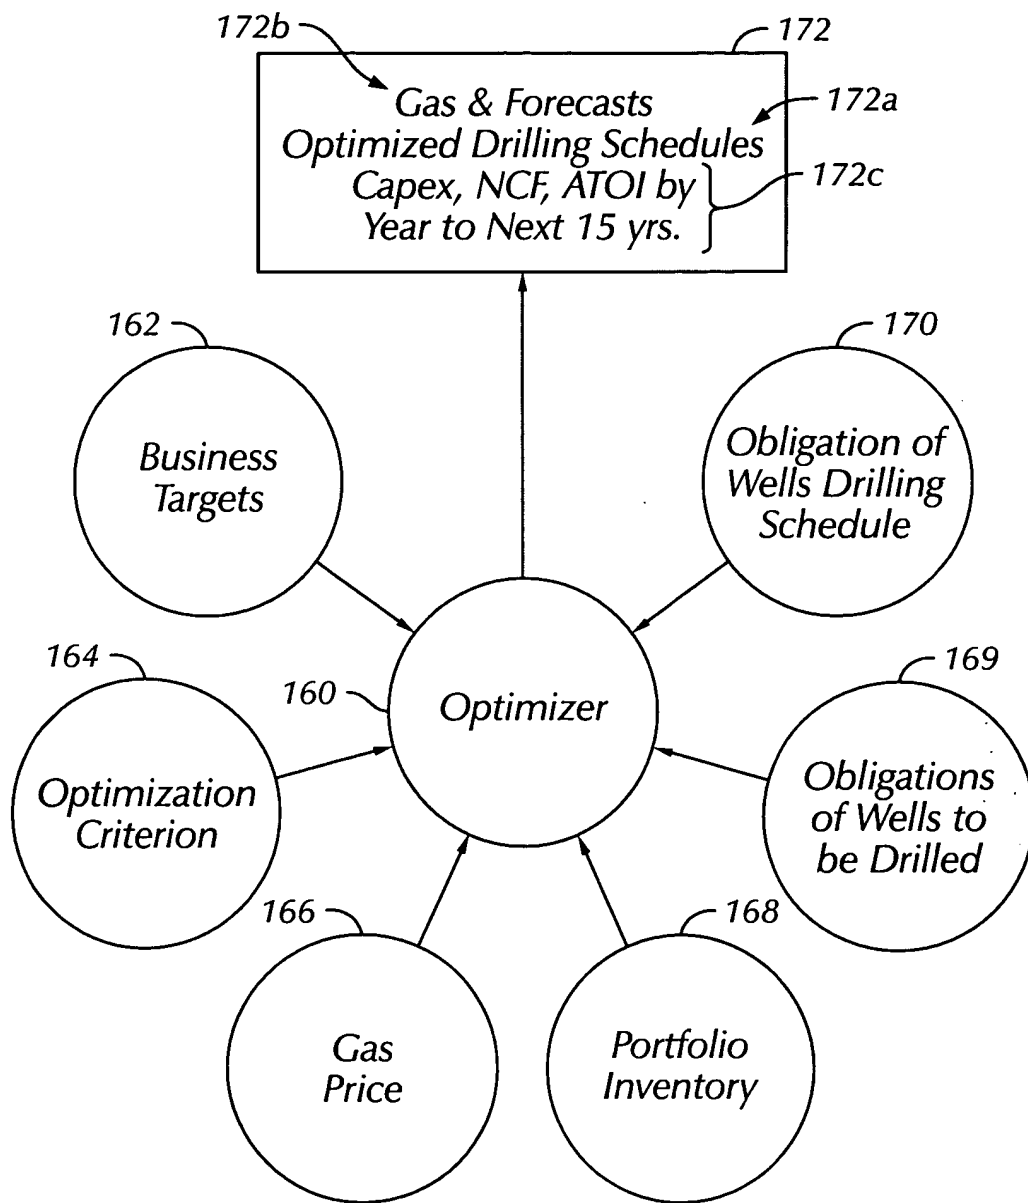 172b
172
Gas & Forecasts
172a
Optimized Drilling Schedules
Capex, NCF, ATOI by
172c
Year to Next 15 yrs.
162
170
Business
Targets
Obligation of
Wells Drilling
Schedule
164
160
169
Optimizer
Optimization
Criterion
Obligations
of Wells to
be Drilled
166
168
Gas
Price
Portfolio
Inventory